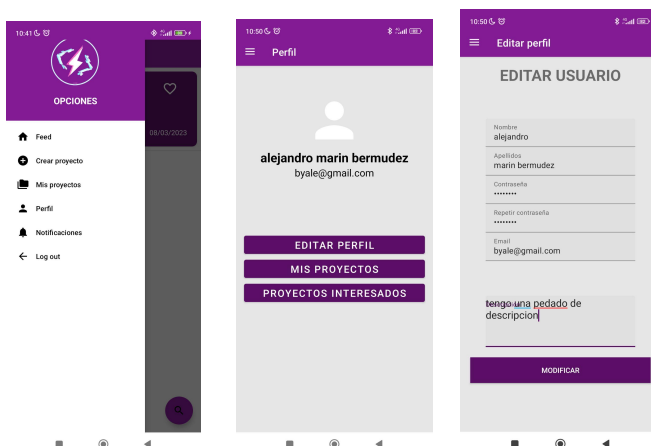 10:41
OPCIONES
08/03/2023
Feed
Crear proyecto
Mis proyectos
Perfil
Notificaciones
Log out
10:50
Perfil
alejandro marin bermudez
byale@gmail.com
EDITAR PERFIL
MIS PROYECTOS
PROYECTOS INTERESADOS
10:50
Editar perfil
EDITAR USUARIO
Nombre
alejandro
Apellidos
marin bermudez
Contraseña
••••••••
Repetir contraseña
••••••••
Email
byale@gmail.com
tengo una pedado de
descripcion
MODIFICAR